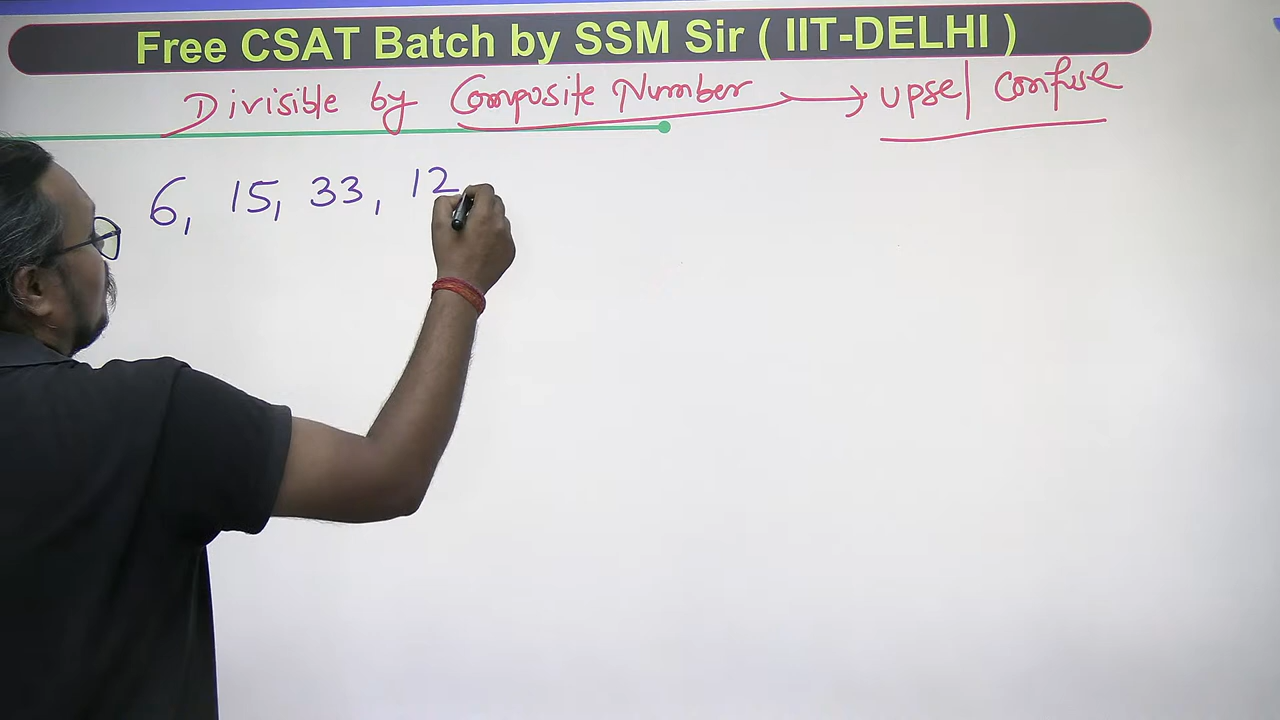 Free CSAT Batch by SSM Sir ( IIT-DELHI )
Divisible by Composite Number → upsc| confuse
6, 15, 33, 12